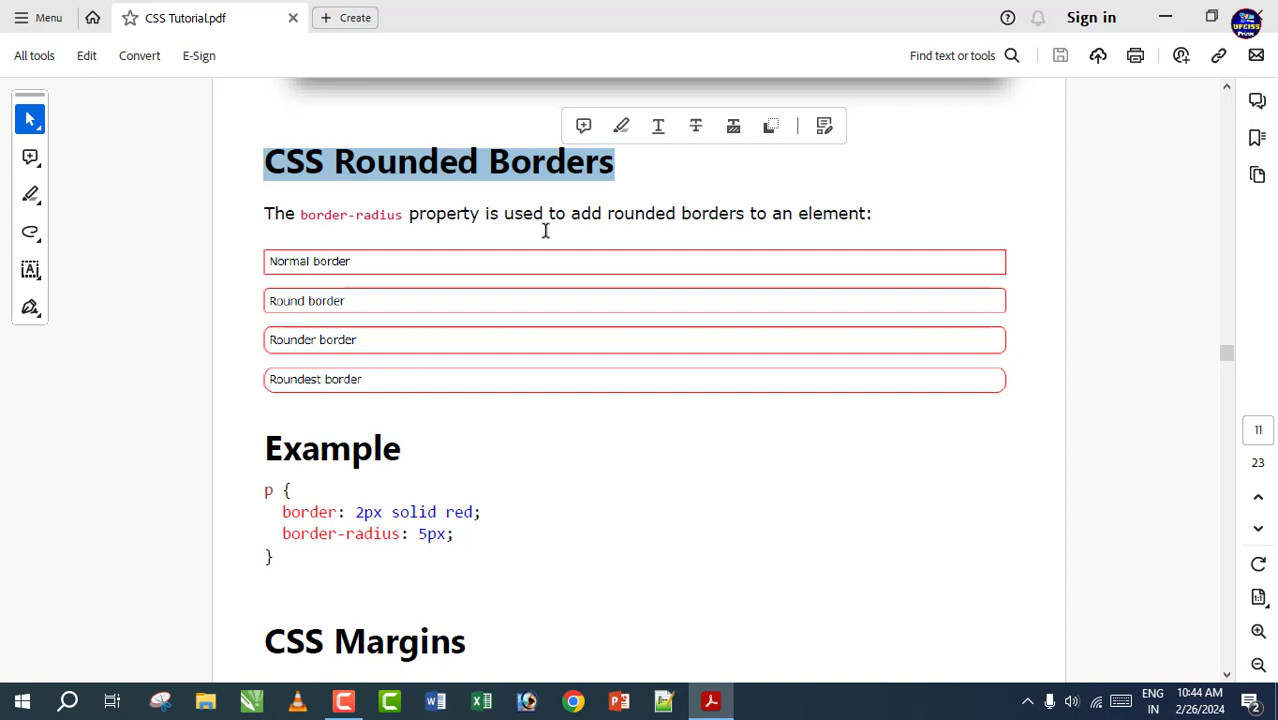 Menu
CSS Tutorial.pdf
Create
Sign in
All tools
Edit
Convert
E-Sign
Find text or tools
CSS Rounded Borders
The border-radius property is used to add rounded borders to an element:
Normal border
Round border
Rounder border
Roundest border
Example
p {
border: 2px solid red;
border-radius: 5px;
}
CSS Margins
11
23
ENG
IN
10:44 AM
2/26/2024
2